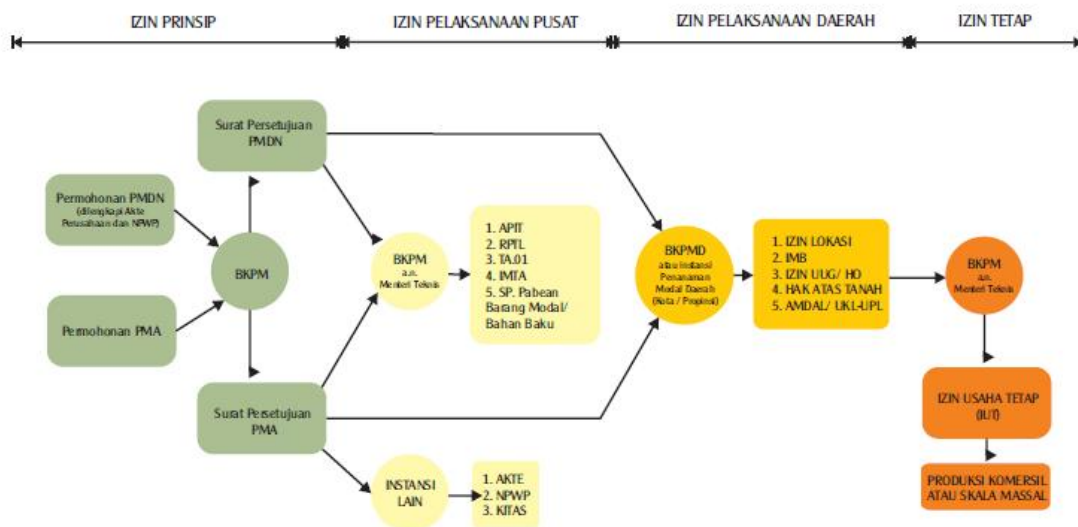 IZIN PRINSIP
IZIN PELAKSANAAN PUSAT
IZIN PELAKSANAAN DAERAH
IZIN TETAP
Surat Persetujuan
PMDN
Permohonan PMDN
(dilengkapi Akte
Perusahaan dan NPWP)
BKPM
Permohonan PMA
Surat Persetujuan
PMA
BKPM
a.n.
Menteri Teknis
1. APIT
2. RPTL
3. TA.01
4. IMTA
5. SP. Pabean
Barang Modal/
Bahan Baku
INSTANSI
LAIN
1. AKTE
2. NPWP
3. KITAS
BKPMD
atau instansi
Penanaman
Modal Daerah
(Kota / Propinsi)
1. IZIN LOKASI
2. IMB
3. IZIN UUG/ HO
4. HAK ATAS TANAH
5. AMDAL/ UKL-UPL
BKPM
a.n.
Menteri Teknis
IZIN USAHA TETAP
(IUT)
PRODUKSI KOMERSIL
ATAU SKALA MASSAL